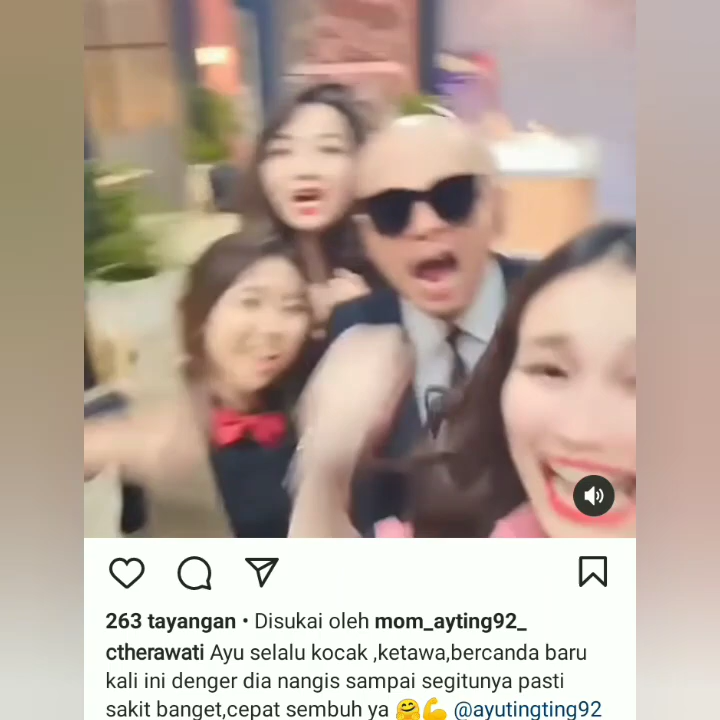 263 tayangan • Disukai oleh mom_ayting92_
ctherawati Ayu selalu kocak ,ketawa,bercanda baru
kali ini denger dia nangis sampai segitunya pasti
sakit banget,cepat sembuh ya 🤗💪 @ayutingting92